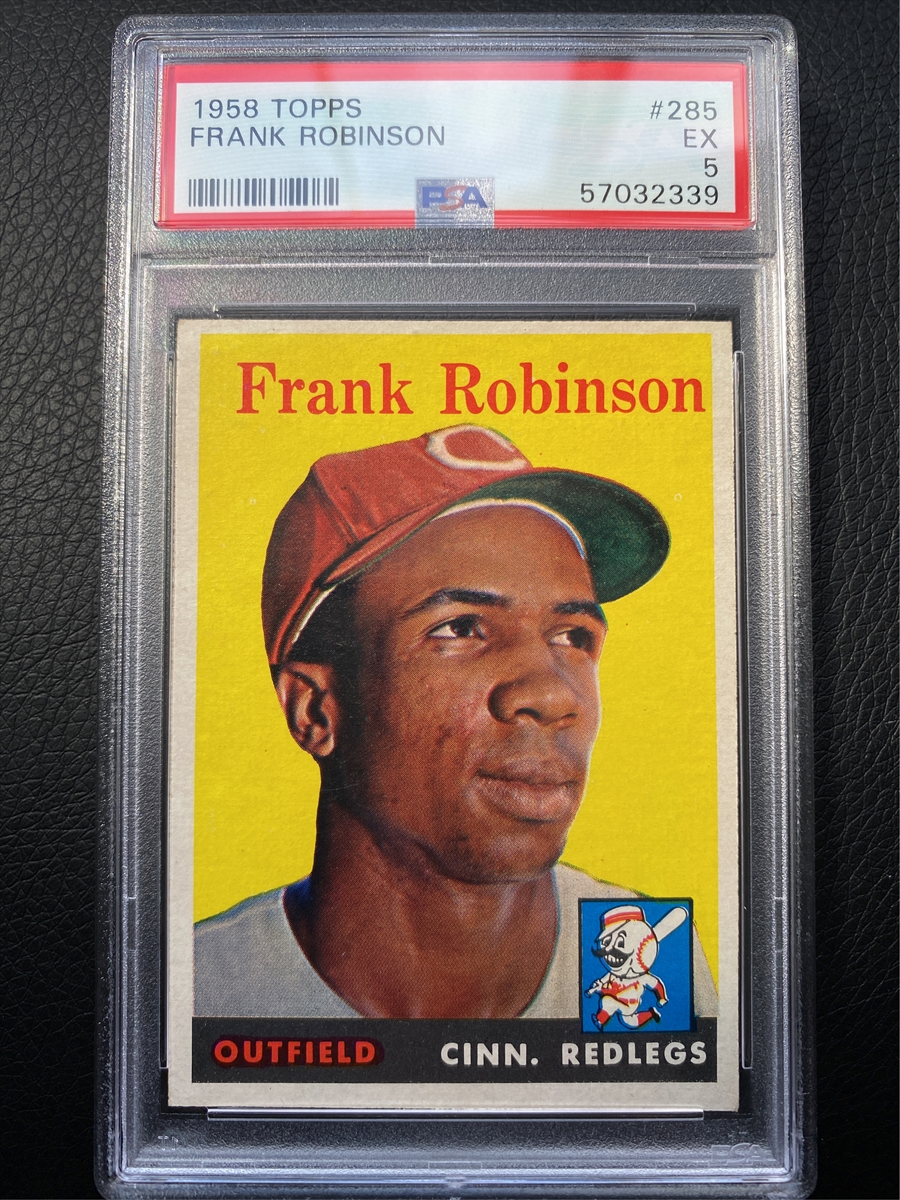 1958 TOPPS
#285
FRANK ROBINSON
EX
5
PSA
57032339
Frank Robinson
C
OUTFIELD
CINN. REDLEGS